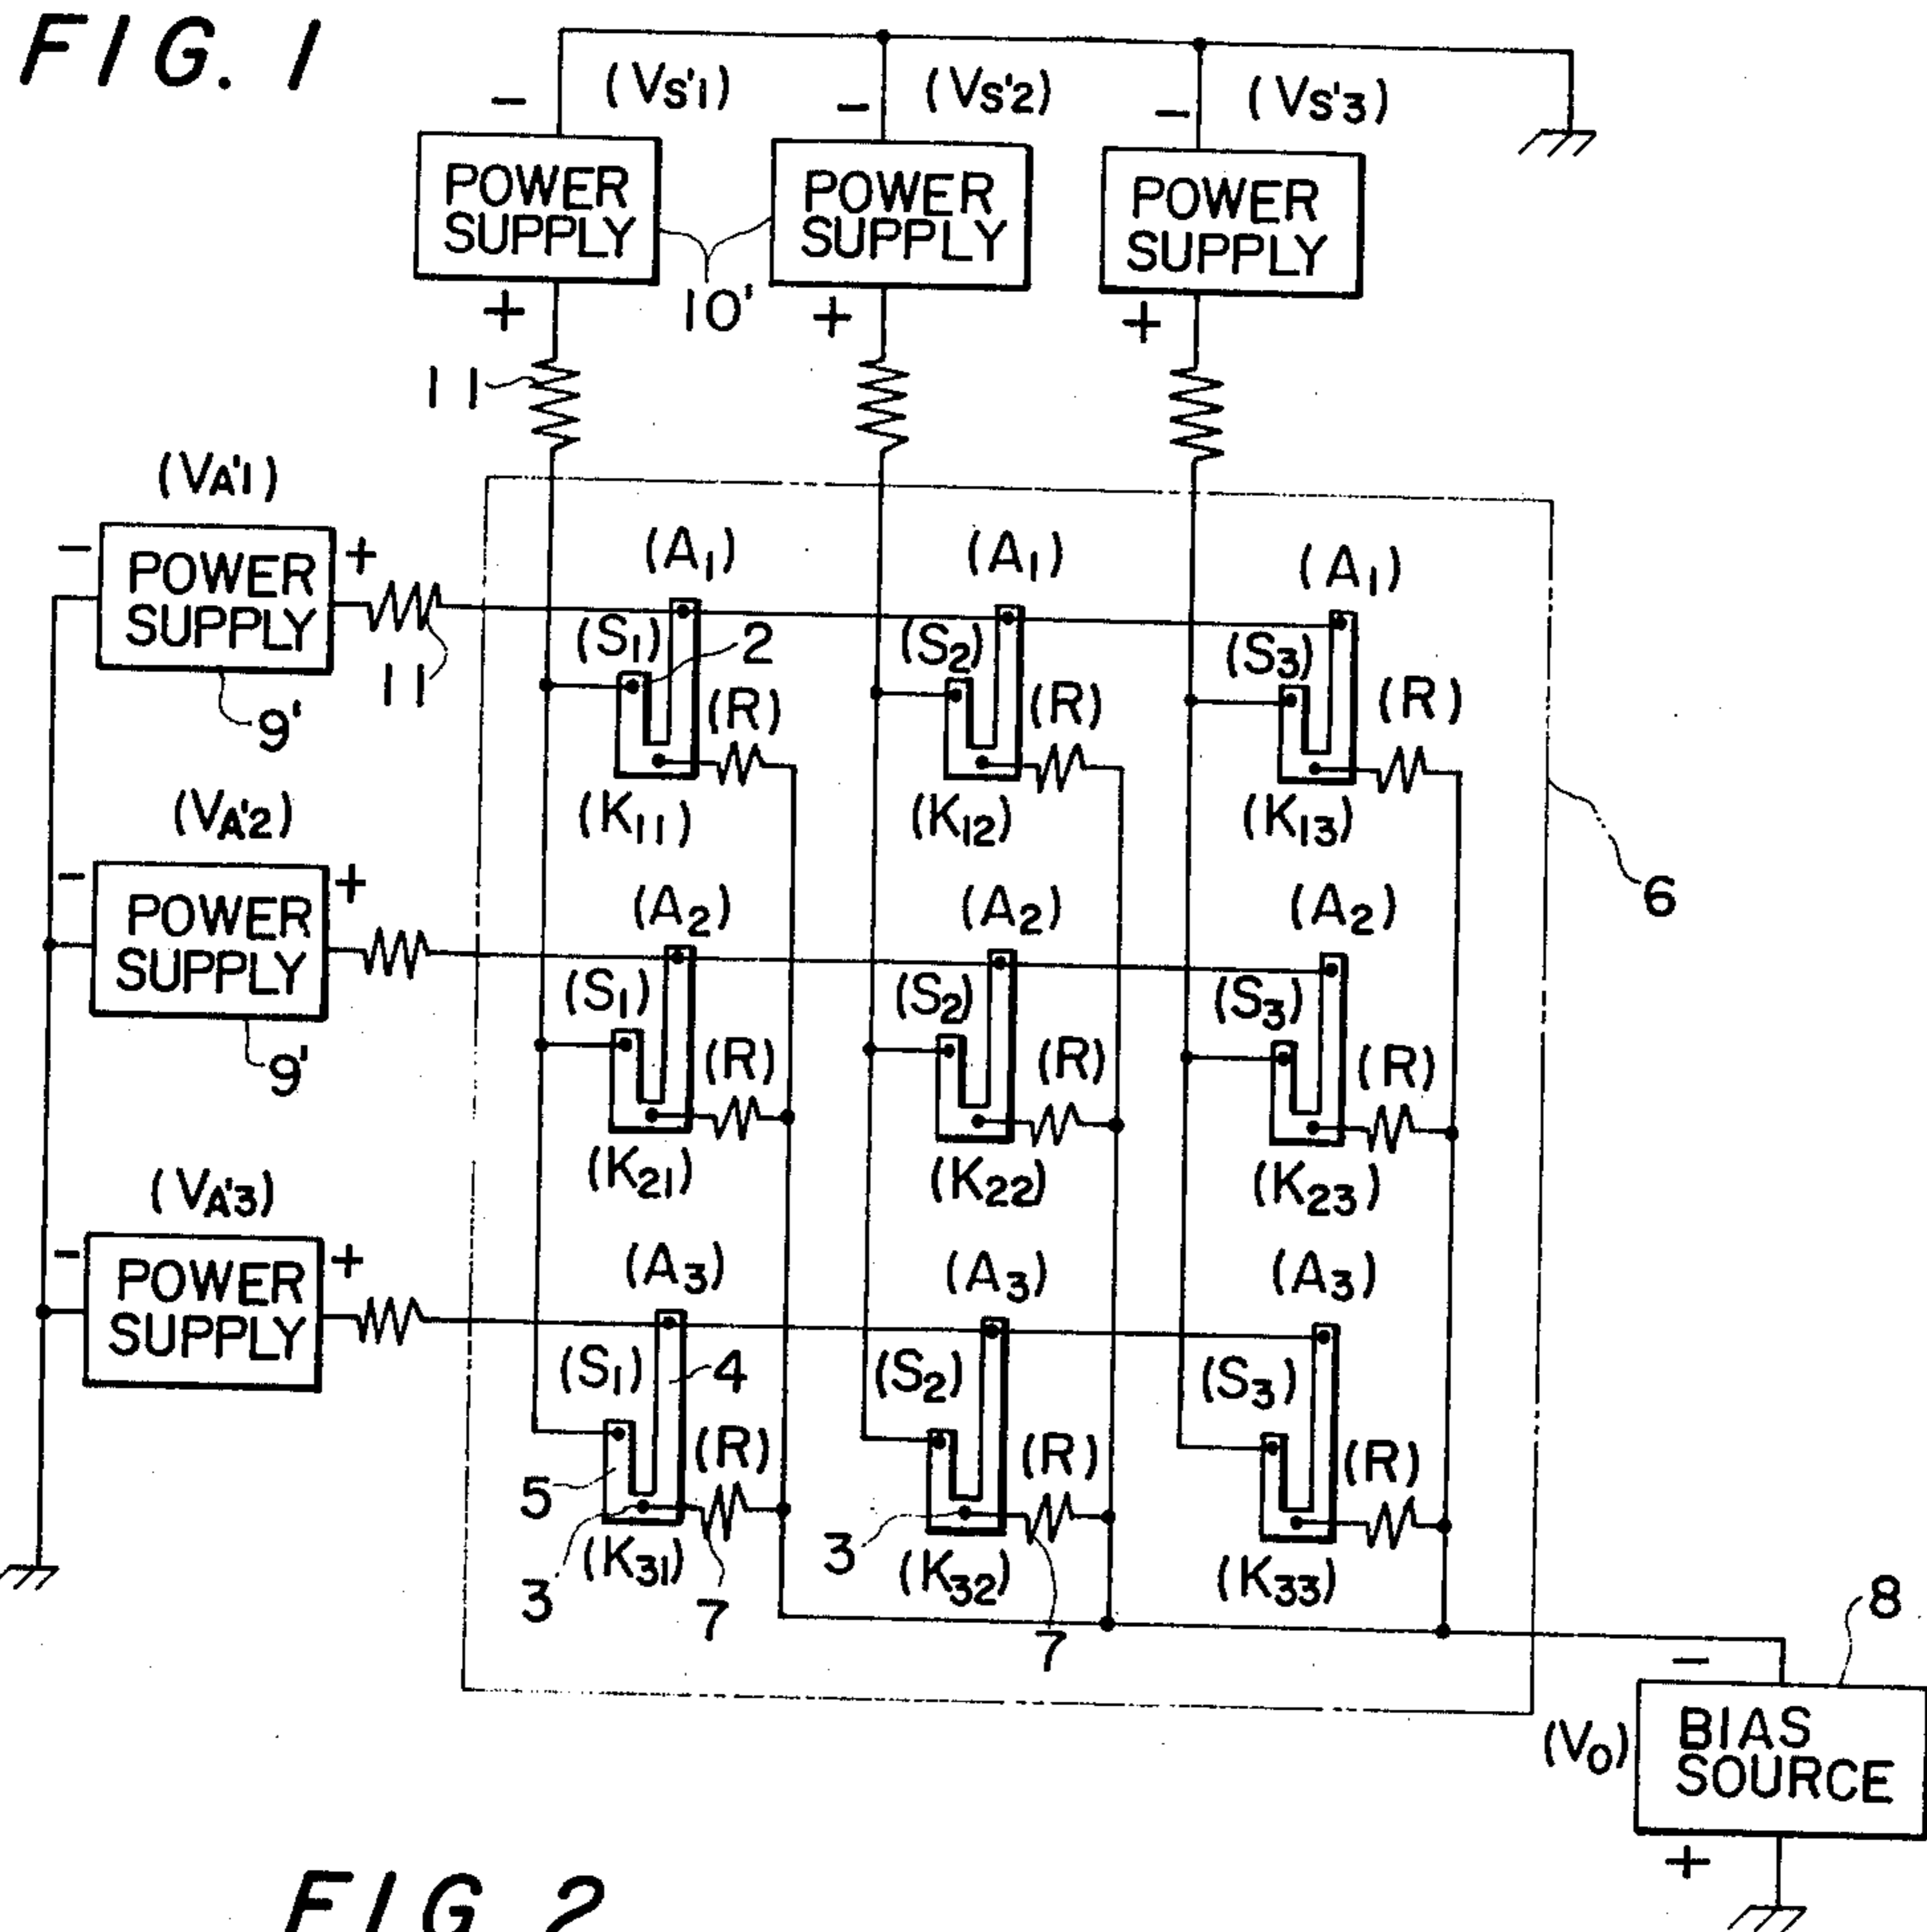 FIG. 1
(VS'1) (VS'2) (VS'3)
- - -
POWER SUPPLY POWER SUPPLY POWER SUPPLY
10'
+ + +
11
(VA'1)
- POWER SUPPLY +
11
9'
(A1) (A1) (A1)
(S1) 2 (S2) (S3)
(R) (R) (R)
(K11) (K12) (K13)
6
(VA'2)
- POWER SUPPLY +
9'
(A2) (A2) (A2)
(S1) (S2) (S3)
(R) (R) (R)
(K21) (K22) (K23)
(VA'3)
- POWER SUPPLY +
(A3) (A3) (A3)
(S1) 4 (S2) (S3)
(R) (R) (R)
5
3 (K31) 7 3 (K32) 7 (K33)
8
-
(V0) BIAS SOURCE
+
FIG. 2